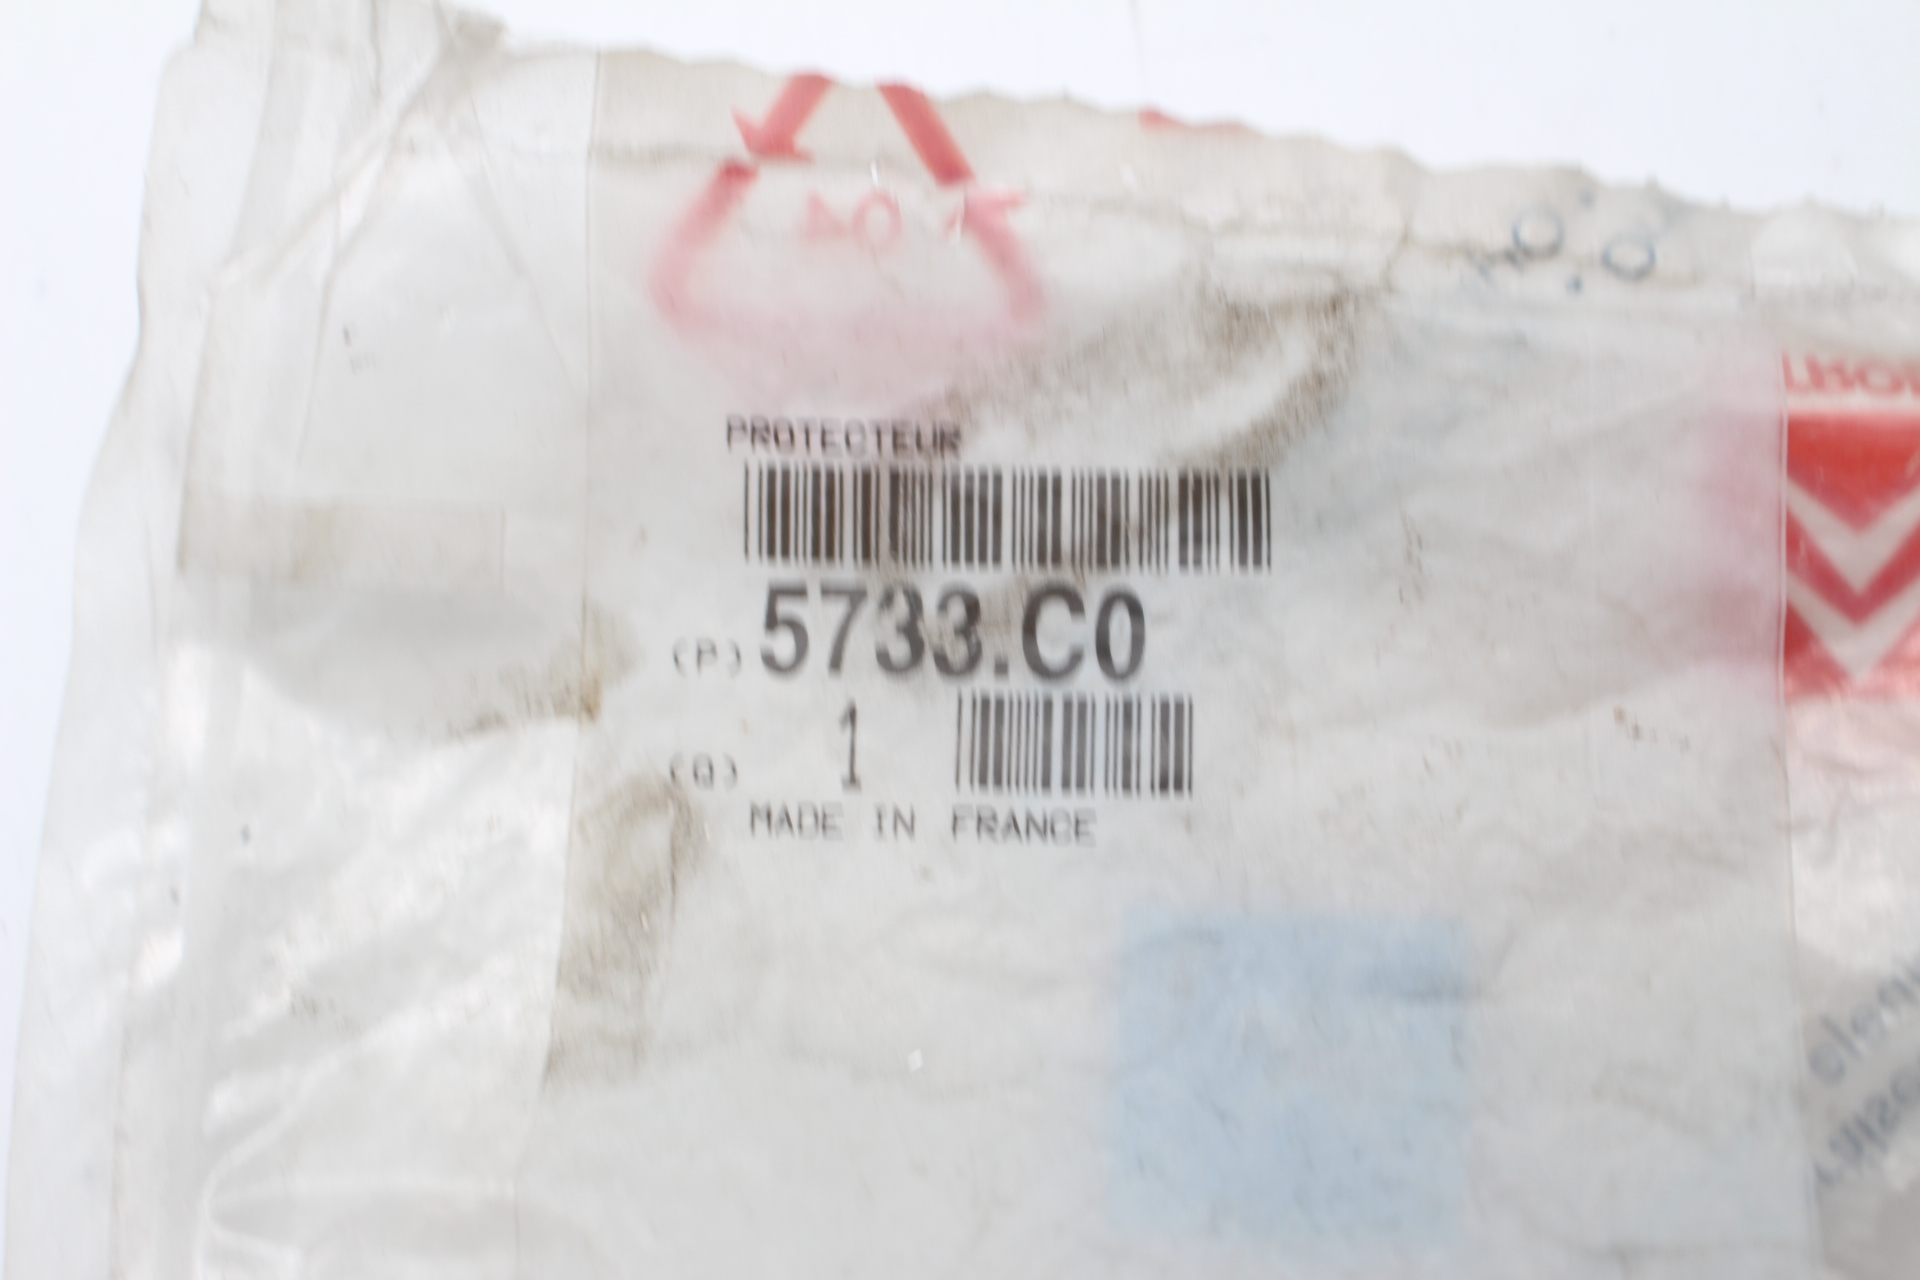 PROTECTEUR
(P) 5733.C0
(Q) 1
MADE IN FRANCE